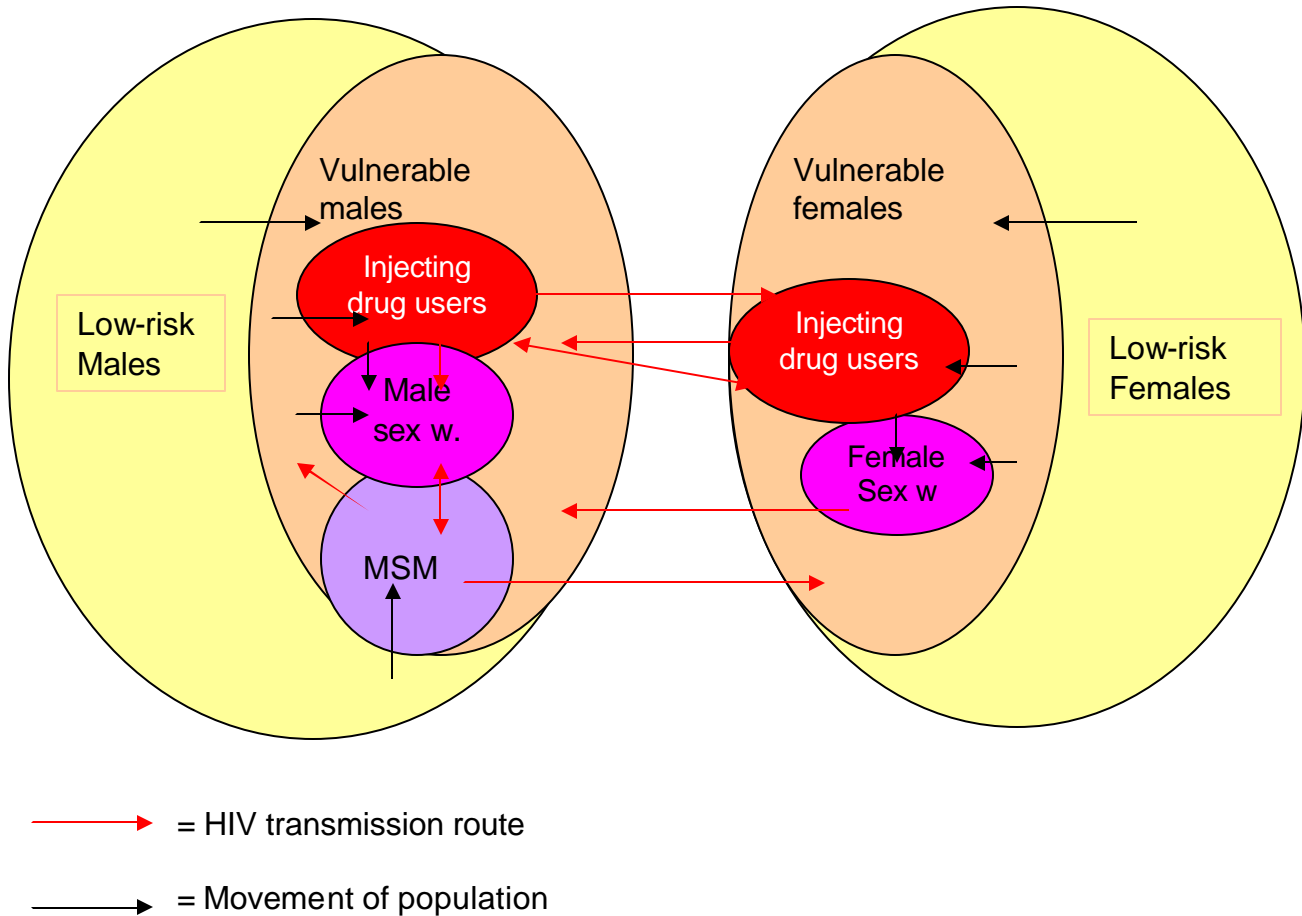 Vulnerable
males
Injecting
drug users
Low-risk
Males
Male
sex w.
MSM
Vulnerable
females
Injecting
drug users
Low-risk
Females
Female
Sex w
= HIV transmission route
= Movement of population